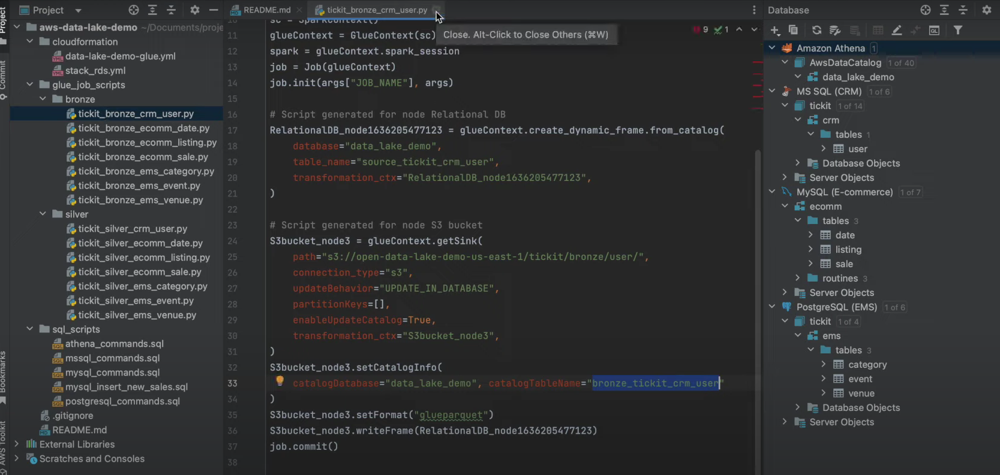 Project
README.md
tickit_bronze_crm_user.py
Database
Project
Commit
Bookmarks
AWS Toolkit
aws-data-lake-demo ~/Documents/proje
cloudformation
data-lake-demo-glue.yml
stack_rds.yml
glue_job_scripts
bronze
tickit_bronze_crm_user.py
tickit_bronze_ecomm_date.py
tickit_bronze_ecomm_listing.py
tickit_bronze_ecomm_sale.py
tickit_bronze_ems_category.py
tickit_bronze_ems_event.py
tickit_bronze_ems_venue.py
silver
tickit_silver_crm_user.py
tickit_silver_ecomm_date.py
tickit_silver_ecomm_listing.py
tickit_silver_ecomm_sale.py
tickit_silver_ems_category.py
tickit_silver_ems_event.py
tickit_silver_ems_venue.py
sql_scripts
athena_commands.sql
mssql_commands.sql
mysql_commands.sql
mysql_insert_new_sales.sql
postgresql_commands.sql
.gitignore
README.md
External Libraries
Scratches and Consoles
Close. Alt-Click to Close Others (⌘W)
9 1
10 sc = SparkContext()
11 glueContext = GlueContext(sc)
12 spark = glueContext.spark_session
13 job = Job(glueContext)
14 job.init(args["JOB_NAME"], args)
15
16 # Script generated for node Relational DB
17 RelationalDB_node1636205477123 = glueContext.create_dynamic_frame.from_catalog(
18 database="data_lake_demo",
19 table_name="source_tickit_crm_user",
20 transformation_ctx="RelationalDB_node1636205477123",
21 )
22
23 # Script generated for node S3 bucket
24 S3bucket_node3 = glueContext.getSink(
25 path="s3://open-data-lake-demo-us-east-1/tickit/bronze/user/",
26 connection_type="s3",
27 updateBehavior="UPDATE_IN_DATABASE",
28 partitionKeys=[],
29 enableUpdateCatalog=True,
30 transformation_ctx="S3bucket_node3",
31 )
32 S3bucket_node3.setCatalogInfo(
33 catalogDatabase="data_lake_demo", catalogTableName="bronze_tickit_crm_user"
34 )
35 S3bucket_node3.setFormat("glueparquet")
36 S3bucket_node3.writeFrame(RelationalDB_node1636205477123)
37 job.commit()
38
Amazon Athena 1
AwsDataCatalog 1 of 40
data_lake_demo
MS SQL (CRM) 1 of 6
tickit 1 of 14
crm
tables 1
user
Database Objects
Server Objects
MySQL (E-commerce) 1 of 7
ecomm
tables 3
date
listing
sale
routines 3
Server Objects
PostgreSQL (EMS) 1 of 6
tickit 1 of 4
ems
tables 3
category
event
venue
Database Objects
Server Objects